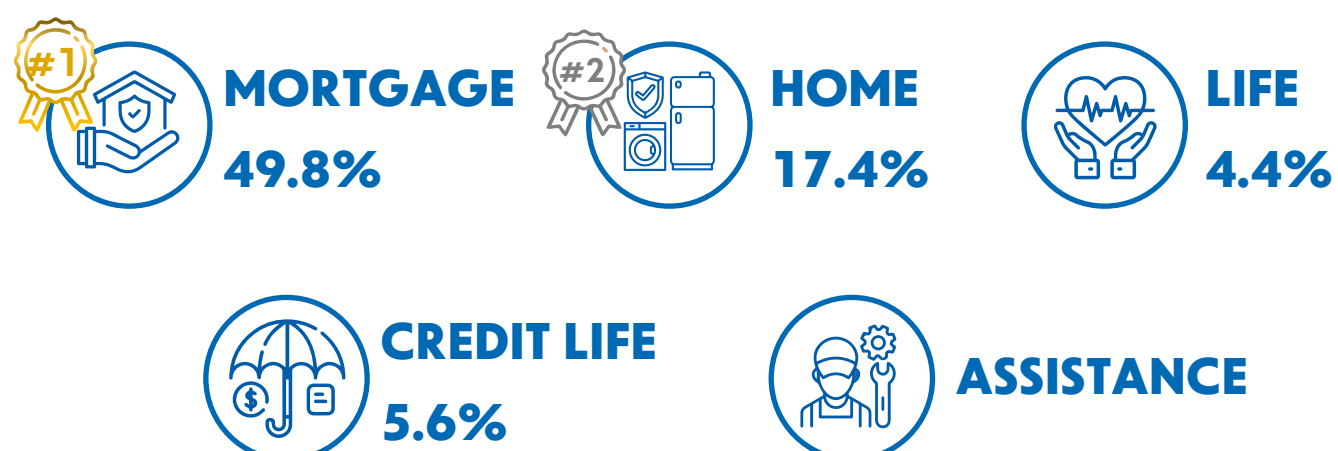 #1
MORTGAGE
49.8%
#2
HOME
17.4%
LIFE
4.4%
CREDIT LIFE
5.6%
$
ASSISTANCE